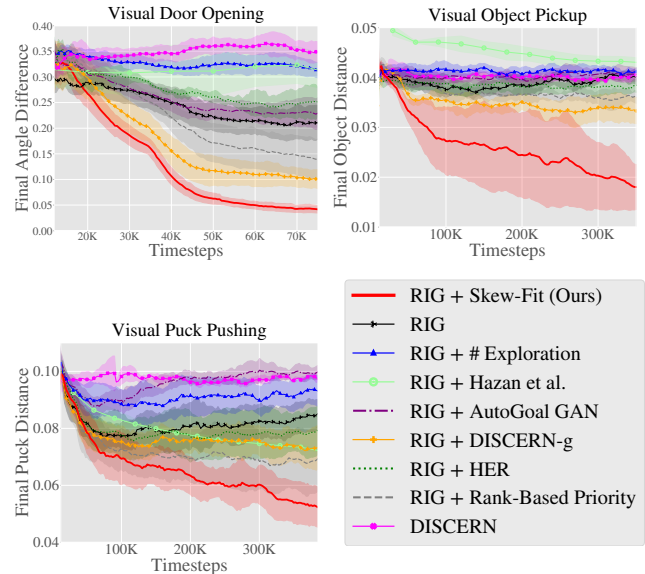 Visual Door Opening
Final Angle Difference
0.40
0.35
0.30
0.25
0.20
0.15
0.10
0.05
0.00
20K 30K 40K 50K 60K 70K
Timesteps
Visual Object Pickup
Final Object Distance
0.05
0.04
0.03
0.02
0.01
100K 200K 300K
Timesteps
Visual Puck Pushing
Final Puck Distance
0.10
0.08
0.06
0.04
100K 200K 300K
Timesteps
RIG + Skew-Fit (Ours)
RIG
RIG + # Exploration
RIG + Hazan et al.
RIG + AutoGoal GAN
RIG + DISCERN-g
RIG + HER
RIG + Rank-Based Priority
DISCERN